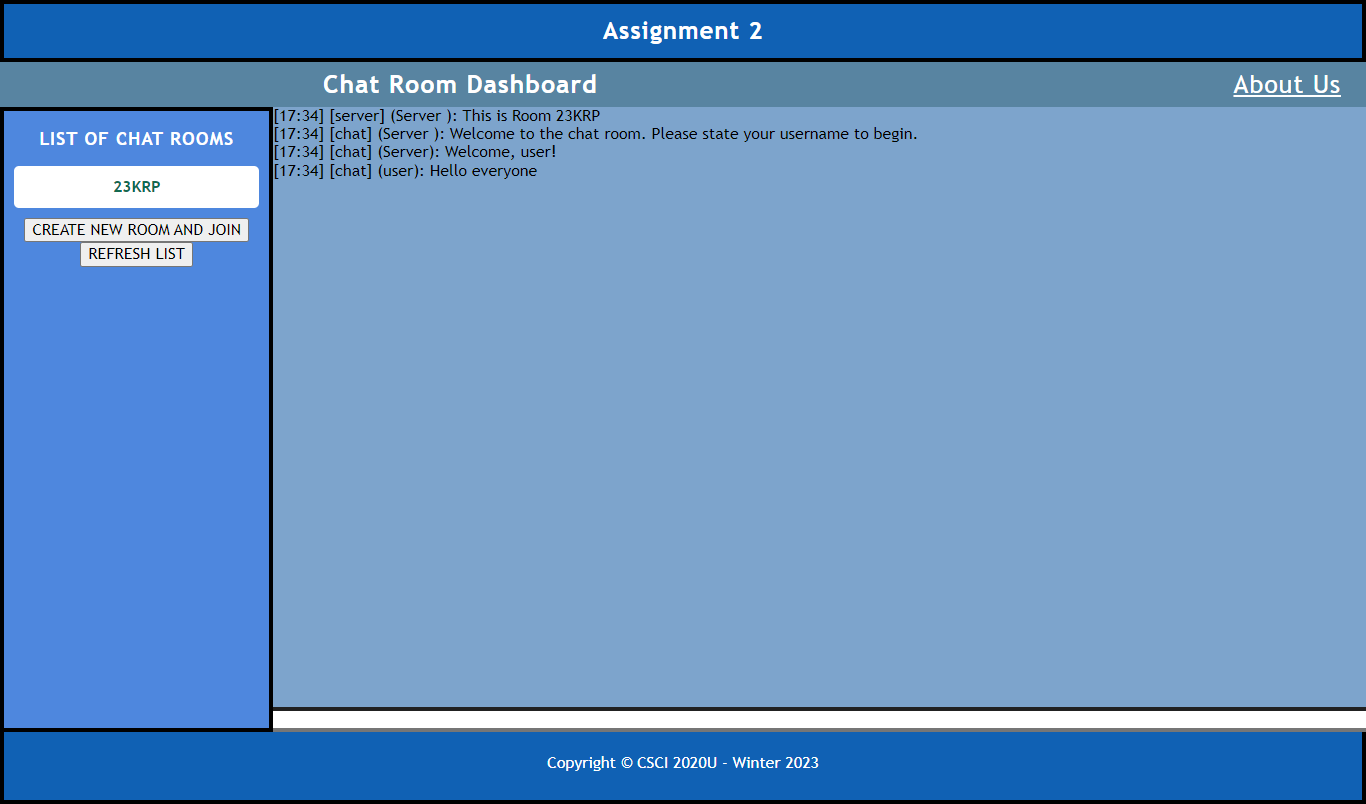 Assignment 2
Chat Room Dashboard
About Us
LIST OF CHAT ROOMS
23KRP
CREATE NEW ROOM AND JOIN
REFRESH LIST
[17:34] [server] (Server ): This is Room 23KRP
[17:34] [chat] (Server ): Welcome to the chat room. Please state your username to begin.
[17:34] [chat] (Server): Welcome, user!
[17:34] [chat] (user): Hello everyone
Copyright © CSCI 2020U - Winter 2023